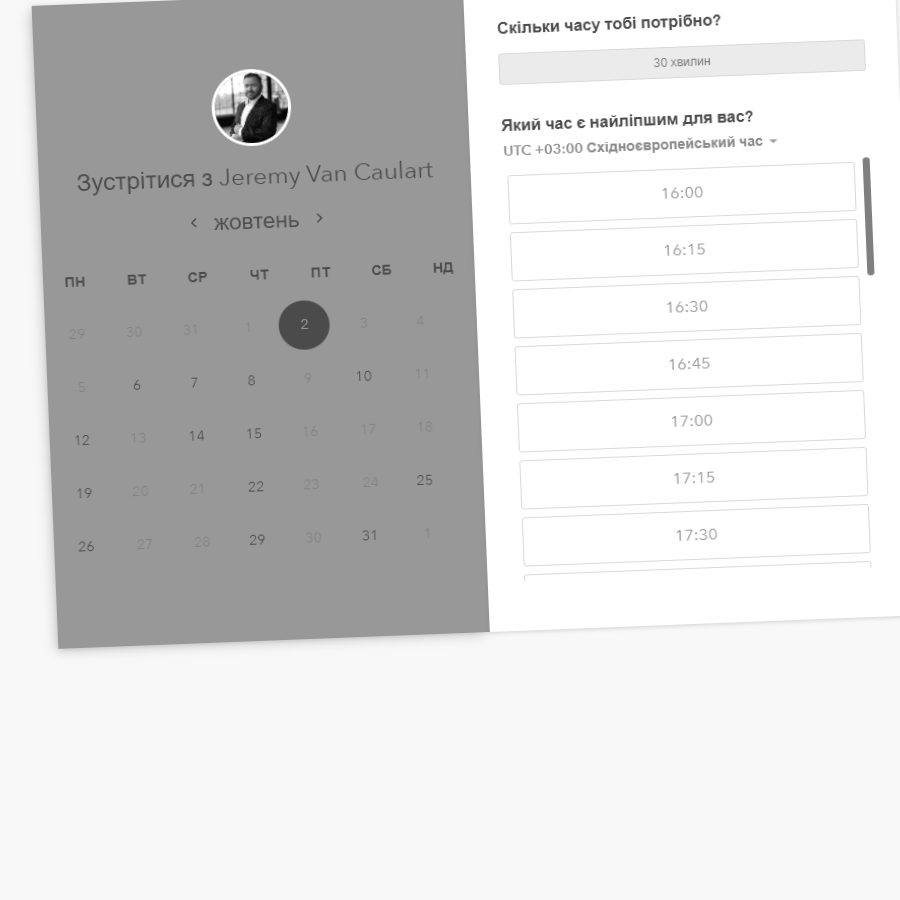 Зустрітися з Jeremy Van Caulart
жовтень
ПН ВТ СР ЧТ ПТ СБ НД
29 30 31 1 2 3 4
5 6 7 8 9 10 11
12 13 14 15 16 17 18
19 20 21 22 23 24 25
26 27 28 29 30 31 1
Скільки часу тобі потрібно?
30 хвилин
Який час є найліпшим для вас?
UTC +03:00 Східноєвропейський час
16:00
16:15
16:30
16:45
17:00
17:15
17:30